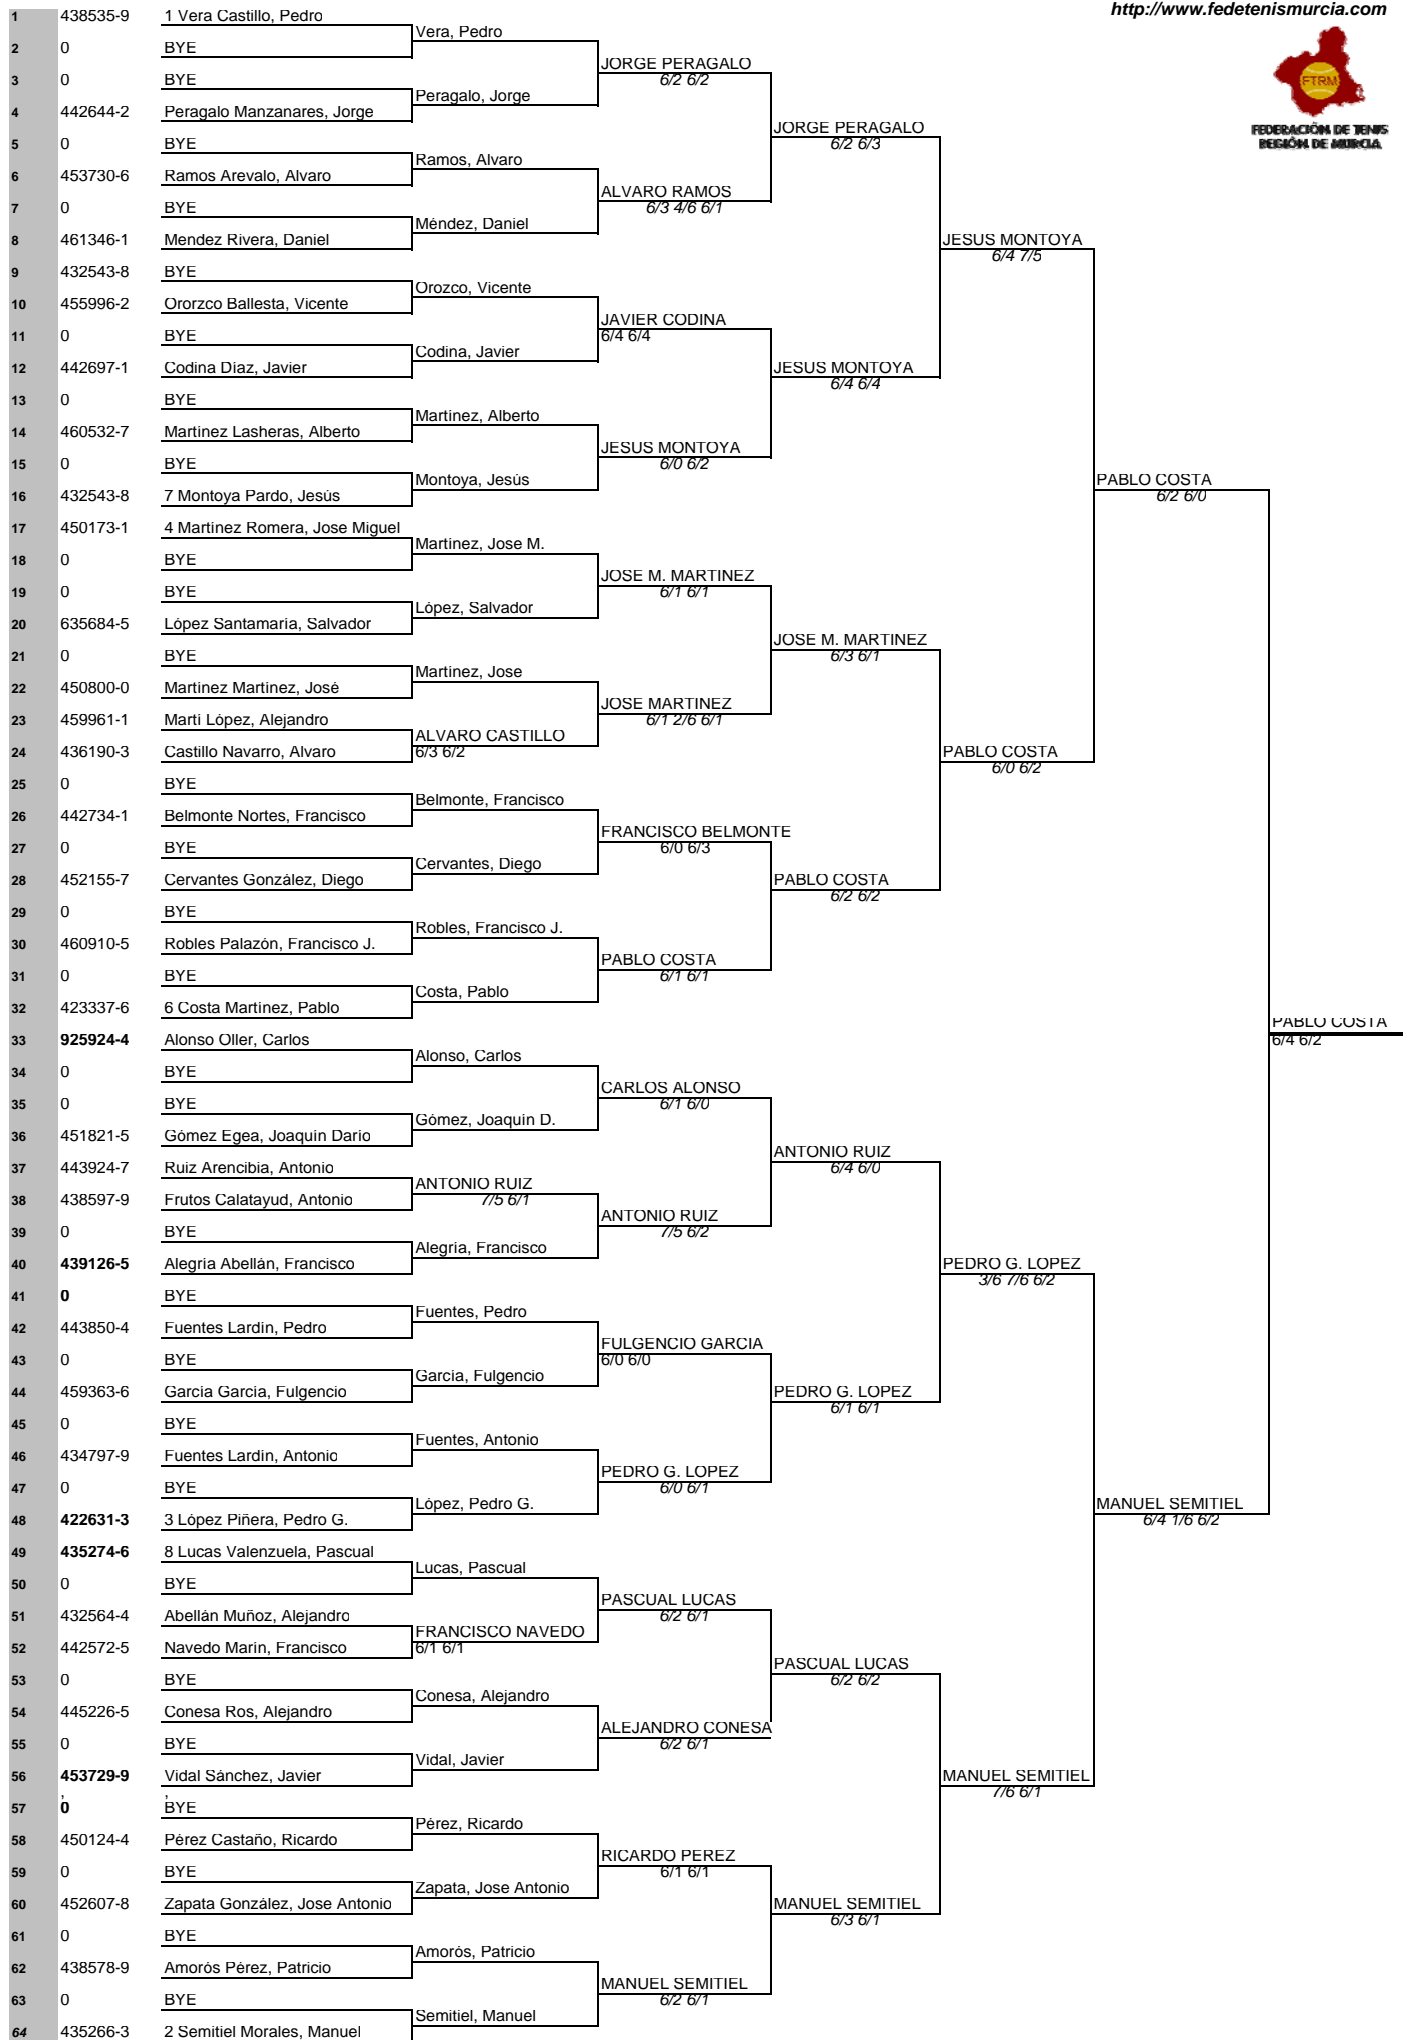 http://www.fedetenismurcia.com
FTRM
FEDERACIÓN DE TENIS
REGIÓN DE MURCIA
1 438535-9 1 Vera Castillo, Pedro
Vera, Pedro
2 0 BYE
JORGE PERAGALO
6/2 6/2
3 0 BYE
Peragalo, Jorge
4 442644-2 Peragalo Manzanares, Jorge
JORGE PERAGALO
6/2 6/3
5 0 BYE
Ramos, Alvaro
6 453730-6 Ramos Arevalo, Alvaro
ALVARO RAMOS
6/3 4/6 6/1
7 0 BYE
Méndez, Daniel
8 461346-1 Mendez Rivera, Daniel
JESUS MONTOYA
6/4 7/5
9 432543-8 BYE
Orozco, Vicente
10 455996-2 Ororzco Ballesta, Vicente
JAVIER CODINA
6/4 6/4
11 0 BYE
Codina, Javier
12 442697-1 Codina Díaz, Javier
JESUS MONTOYA
6/4 6/4
13 0 BYE
Martínez, Alberto
14 460532-7 Martínez Lasheras, Alberto
JESUS MONTOYA
6/0 6/2
15 0 BYE
Montoya, Jesús
16 432543-8 7 Montoya Pardo, Jesús
PABLO COSTA
6/2 6/0
17 450173-1 4 Martínez Romera, Jose Miguel
Martínez, Jose M.
18 0 BYE
JOSE M. MARTINEZ
6/1 6/1
19 0 BYE
López, Salvador
20 635684-5 López Santamaría, Salvador
JOSE M. MARTINEZ
6/3 6/1
21 0 BYE
Martínez, Jose
22 450800-0 Martínez Martínez, José
JOSE MARTINEZ
6/1 2/6 6/1
23 459961-1 Martí López, Alejandro
ALVARO CASTILLO
6/3 6/2
24 436190-3 Castillo Navarro, Alvaro
PABLO COSTA
6/0 6/2
25 0 BYE
Belmonte, Francisco
26 442734-1 Belmonte Nortes, Francisco
FRANCISCO BELMONTE
6/0 6/3
27 0 BYE
Cervantes, Diego
28 452155-7 Cervantes González, Diego
PABLO COSTA
6/2 6/2
29 0 BYE
Robles, Francisco J.
30 460910-5 Robles Palazón, Francisco J.
PABLO COSTA
6/1 6/1
31 0 BYE
Costa, Pablo
32 423337-6 6 Costa Martínez, Pablo
PABLO COSTA
6/4 6/2
33 925924-4 Alonso Oller, Carlos
Alonso, Carlos
34 0 BYE
CARLOS ALONSO
6/1 6/0
35 0 BYE
Gómez, Joaquín D.
36 451821-5 Gómez Egea, Joaquín Darío
ANTONIO RUIZ
6/4 6/0
37 443924-7 Ruiz Arencibia, Antonio
ANTONIO RUIZ
7/5 6/1
38 438597-9 Frutos Calatayud, Antonio
ANTONIO RUIZ
7/5 6/2
39 0 BYE
Alegría, Francisco
40 439126-5 Alegría Abellán, Francisco
PEDRO G. LOPEZ
3/6 7/6 6/2
41 0 BYE
Fuentes, Pedro
42 443850-4 Fuentes Lardín, Pedro
FULGENCIO GARCIA
6/0 6/0
43 0 BYE
García, Fulgencio
44 459363-6 García García, Fulgencio
PEDRO G. LOPEZ
6/1 6/1
45 0 BYE
Fuentes, Antonio
46 434797-9 Fuentes Lardín, Antonio
PEDRO G. LOPEZ
6/0 6/1
47 0 BYE
López, Pedro G.
48 422631-3 3 López Piñera, Pedro G.
MANUEL SEMITIEL
6/4 1/6 6/2
49 435274-6 8 Lucas Valenzuela, Pascual
Lucas, Pascual
50 0 BYE
PASCUAL LUCAS
6/2 6/1
51 432564-4 Abellán Muñoz, Alejandro
FRANCISCO NAVEDO
6/1 6/1
52 442572-5 Navedo Marín, Francisco
PASCUAL LUCAS
6/2 6/2
53 0 BYE
Conesa, Alejandro
54 445226-5 Conesa Ros, Alejandro
ALEJANDRO CONESA
6/2 6/1
55 0 BYE
Vidal, Javier
56 453729-9 Vidal Sánchez, Javier
MANUEL SEMITIEL
7/6 6/1
, ,
57 0 BYE
Pérez, Ricardo
58 450124-4 Pérez Castaño, Ricardo
RICARDO PEREZ
6/1 6/1
59 0 BYE
Zapata, Jose Antonio
60 452607-8 Zapata González, Jose Antonio
MANUEL SEMITIEL
6/3 6/1
61 0 BYE
Amorós, Patricio
62 438578-9 Amorós Pérez, Patricio
MANUEL SEMITIEL
6/2 6/1
63 0 BYE
Semitiel, Manuel
64 435266-3 2 Semitiel Morales, Manuel